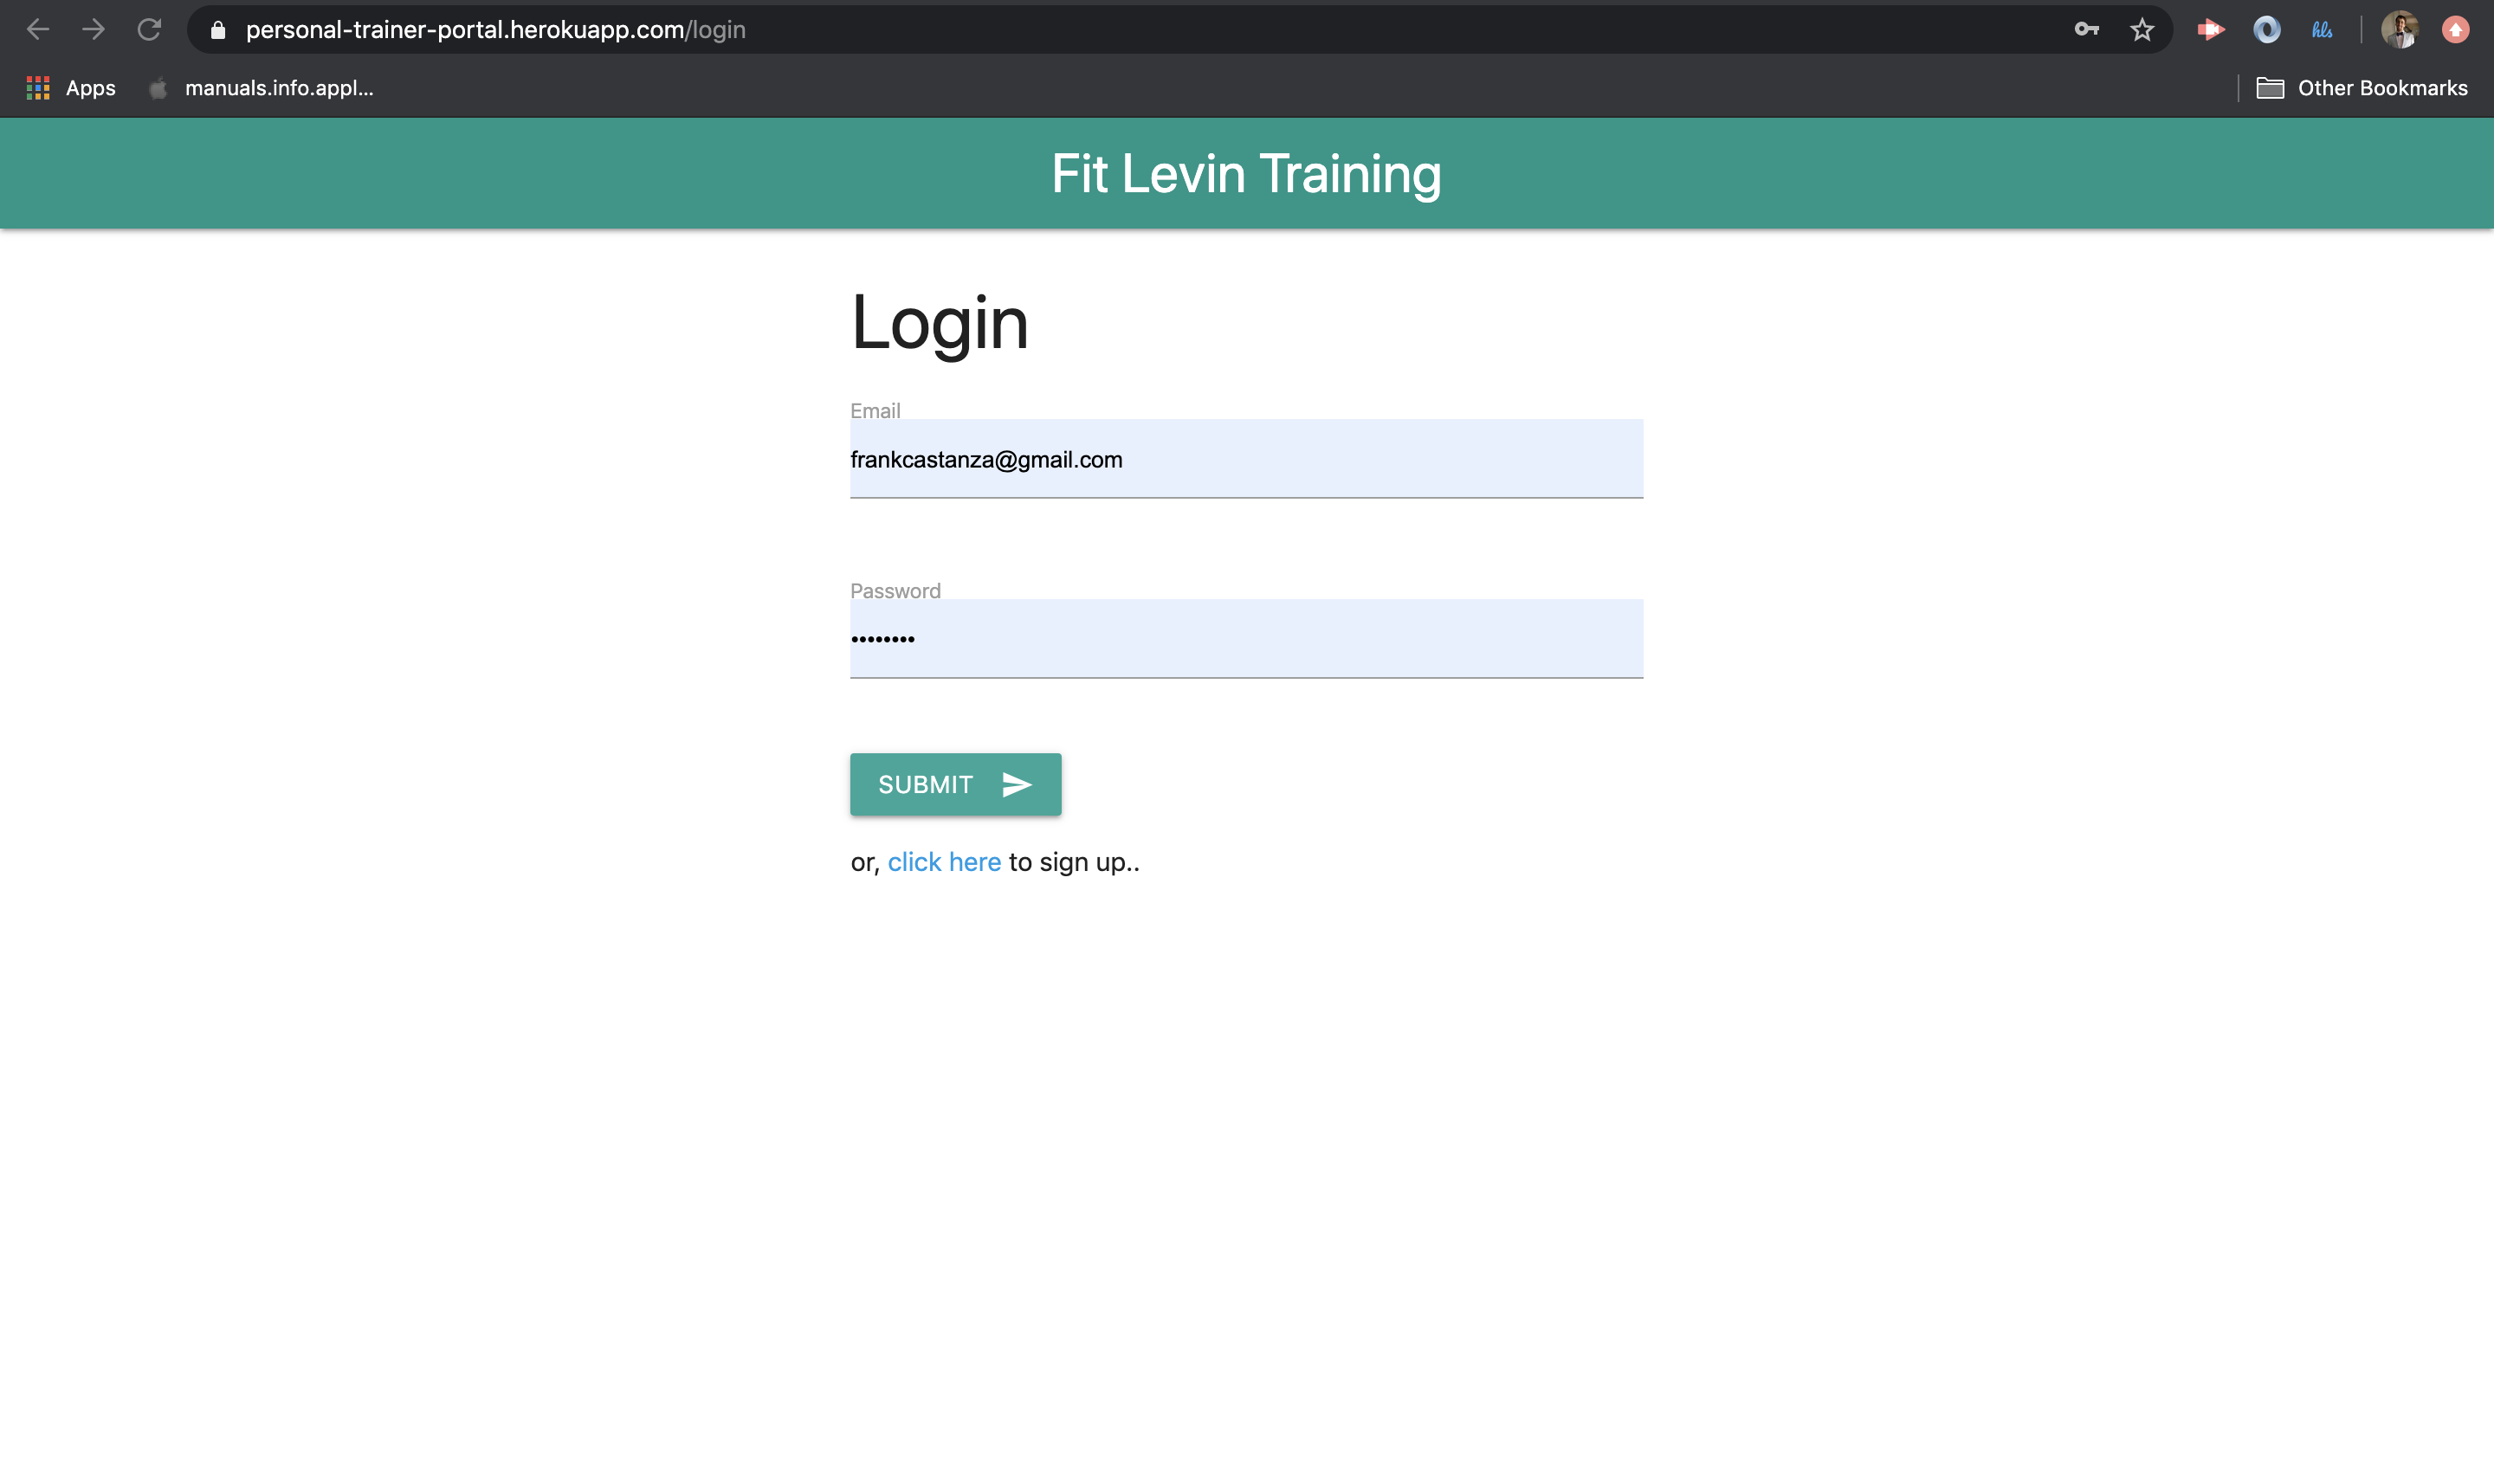 personal-trainer-portal.herokuapp.com/login
hls
Apps
manuals.info.appl...
Other Bookmarks
Fit Levin Training
Login
Email
frankcastanza@gmail.com
Password
••••••••
SUBMIT
or, click here to sign up..